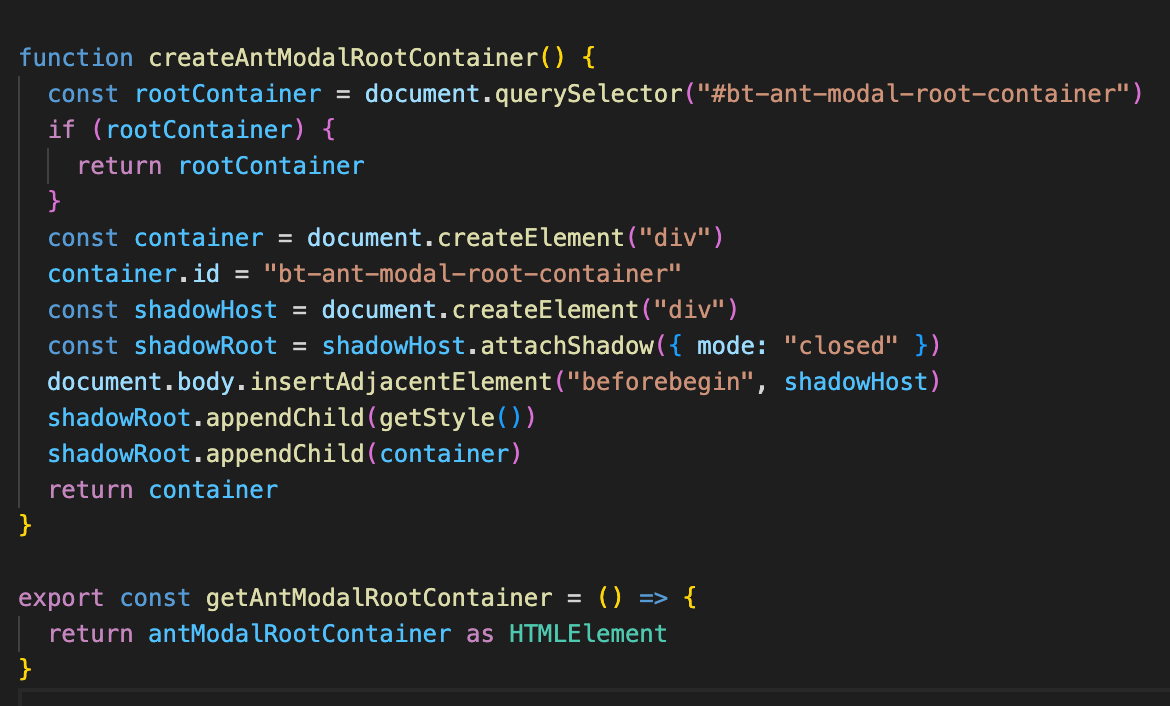 function createAntModalRootContainer() {
  const rootContainer = document.querySelector("#bt-ant-modal-root-container")
  if (rootContainer) {
    return rootContainer
  }
  const container = document.createElement("div")
  container.id = "bt-ant-modal-root-container"
  const shadowHost = document.createElement("div")
  const shadowRoot = shadowHost.attachShadow({ mode: "closed" })
  document.body.insertAdjacentElement("beforebegin", shadowHost)
  shadowRoot.appendChild(getStyle())
  shadowRoot.appendChild(container)
  return container
}

export const getAntModalRootContainer = () => {
  return antModalRootContainer as HTMLElement
}